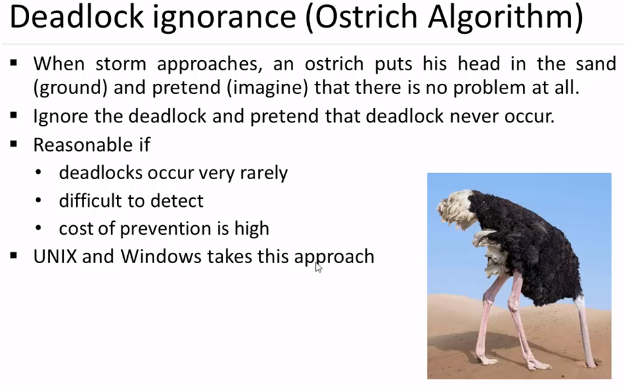 Deadlock ignorance (Ostrich Algorithm)
When storm approaches, an ostrich puts his head in the sand
(ground) and pretend (imagine) that there is no problem at all.
Ignore the deadlock and pretend that deadlock never occur.
Reasonable if
deadlocks occur very rarely
difficult to detect
cost of prevention is high
UNIX and Windows takes this approach